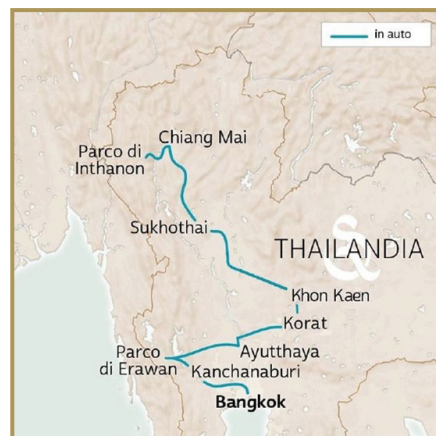 in auto
Chiang Mai
Parco di
Inthanon
Sukhothai
THAILANDIA
&
Khon Kaen
Korat
Parco
di Erawan
Ayutthaya
Kanchanaburi
Bangkok